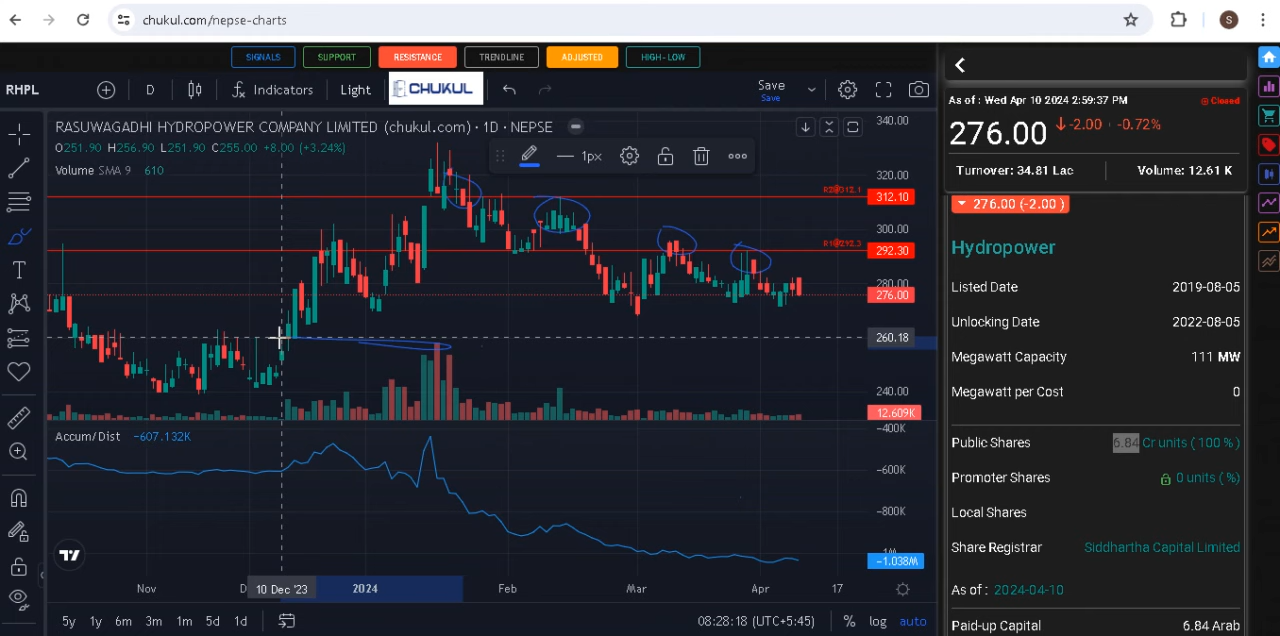 chukul.com/nepse-charts
S
SIGNALS SUPPORT RESISTANCE TRENDLINE ADJUSTED HIGH-LOW
RHPL D Indicators Light CHUKUL Save
Save
RASUWAGADHI HYDROPOWER COMPANY LIMITED (chukul.com) · 1D · NEPSE
O251.90 H256.90 L251.90 C255.00 +8.00 (+3.24%)
Volume SMA 9 610
1px
340.00
320.00
312.10
300.00
R1@292.3 292.30
280.00
276.00
260.18
240.00
12.609K
Accum/Dist -607.132K
-400K
-600K
-800K
-1.038M
Nov 10 Dec '23 2024 Feb Mar Apr 17
5y 1y 6m 3m 1m 5d 1d 08:28:18 (UTC+5:45) % log auto
As of : Wed Apr 10 2024 2:59:37 PM Closed
276.00 -2.00 · -0.72%
Turnover: 34.81 Lac Volume: 12.61 K
276.00 (-2.00 )
Hydropower
Listed Date 2019-08-05
Unlocking Date 2022-08-05
Megawatt Capacity 111 MW
Megawatt per Cost 0
Public Shares 6.84 Cr units ( 100 % )
Promoter Shares 0 units ( %)
Local Shares
Share Registrar Siddhartha Capital Limited
As of : 2024-04-10
Paid-up Capital 6.84 Arab